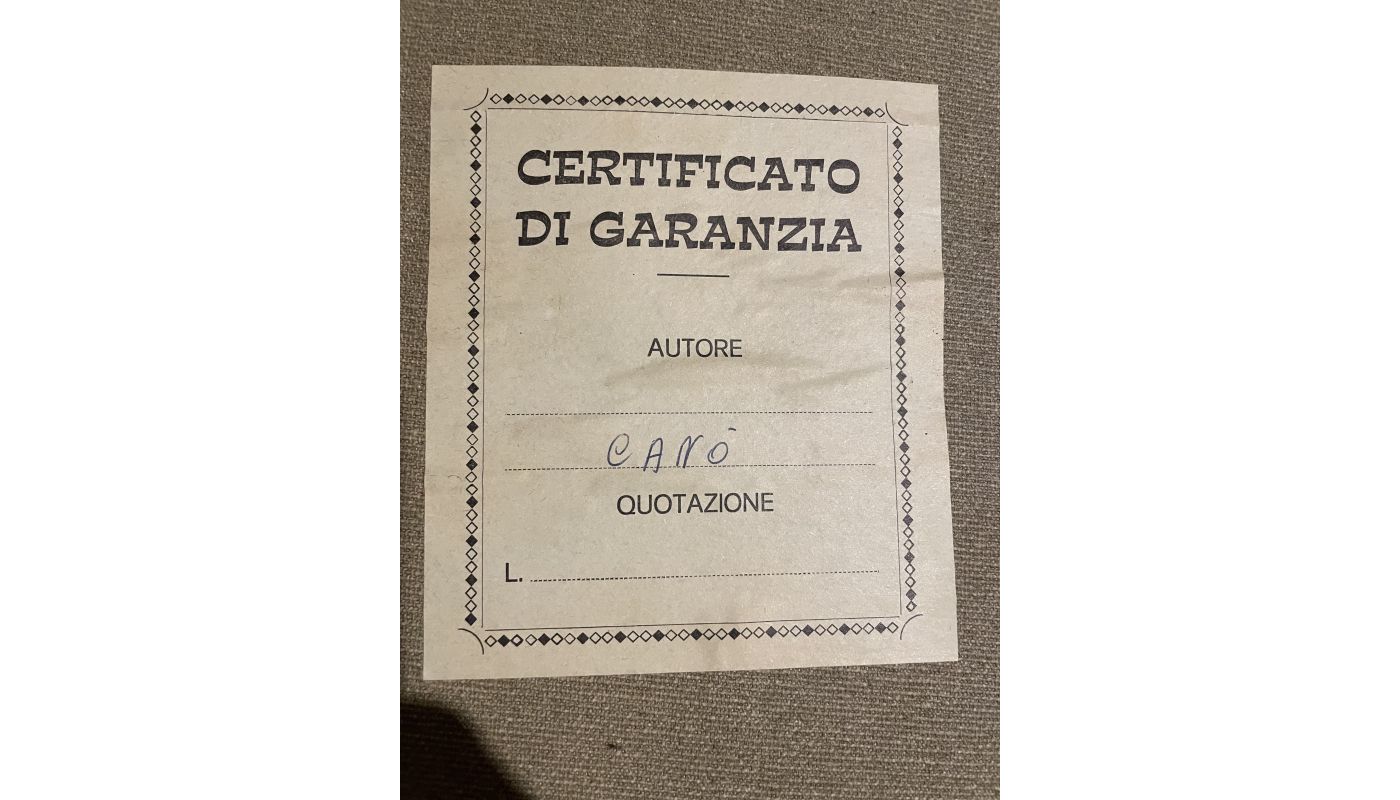 CERTIFICATO
DI GARANZIA
AUTORE
CANÒ
QUOTAZIONE
L.